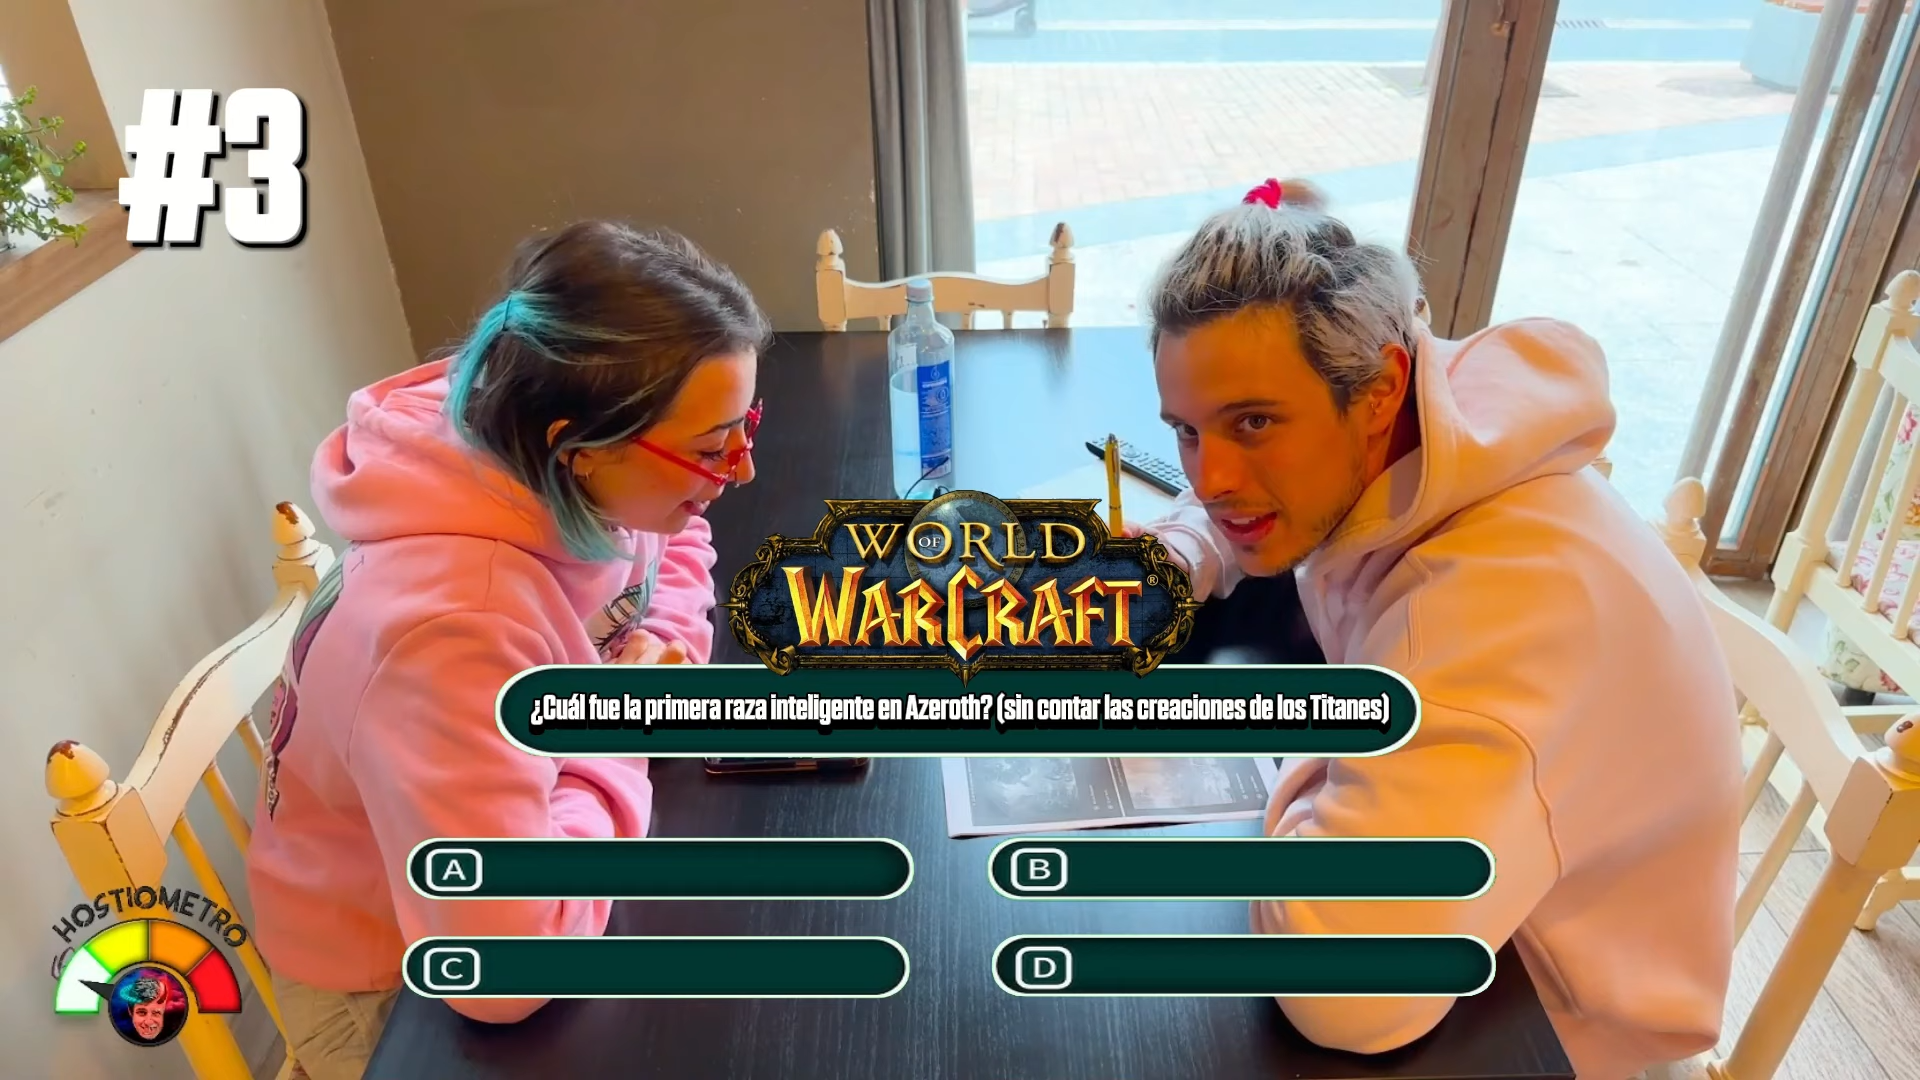 #3
WORLD OF WARCRAFT®
¿Cuál fue la primera raza inteligente en Azeroth? (sin contar las creaciones de los Titanes)
A
B
C
D
HOSTIOMETRO